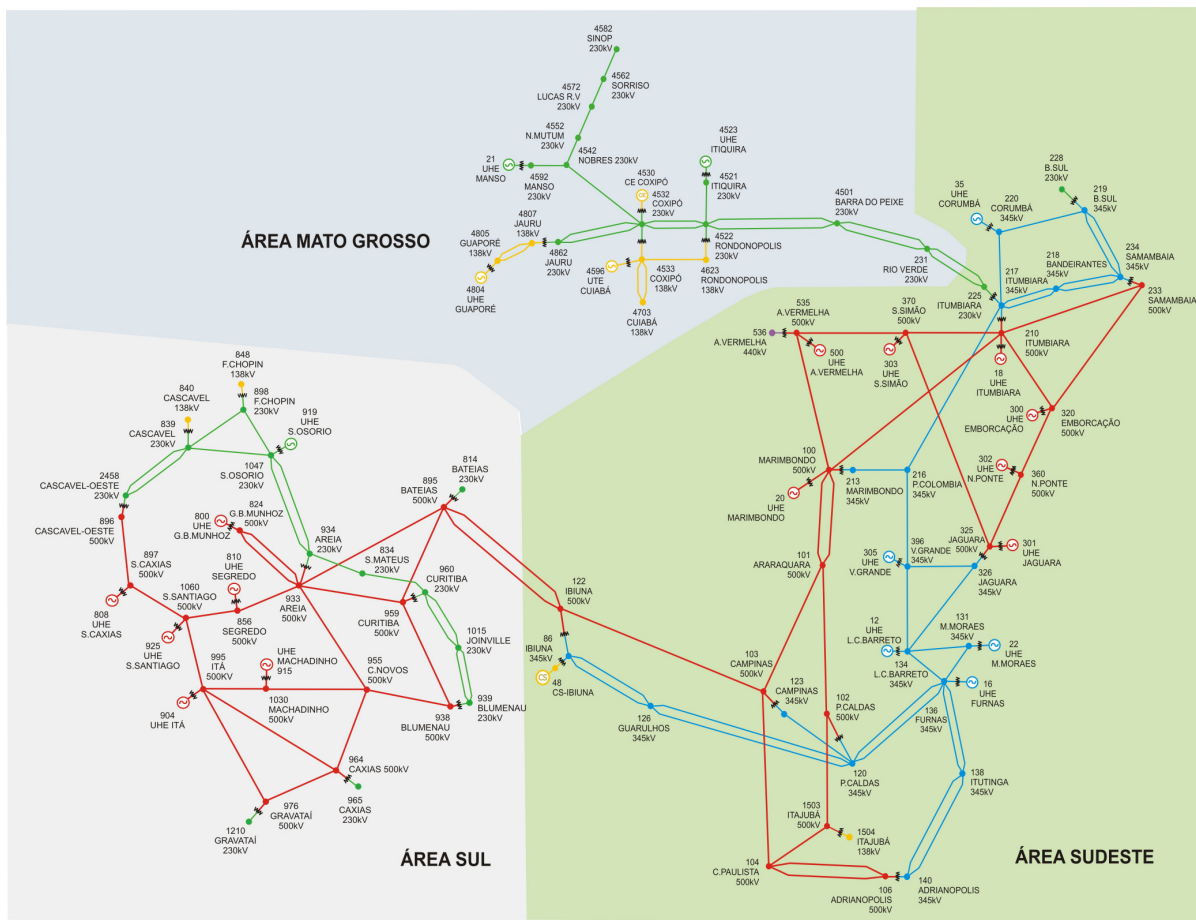 4582
SINOP
230kV
4562
SORRISO
230kV
4572
LUCAS R.V
230kV
4552
N.MUTUM
230kV
4542
NOBRES 230kV
21
UHE
MANSO
4592
MANSO
230kV
4523
UHE
ITIQUIRA
4530
CE COXIPÓ
CE
4532
COXIPÓ
230kV
4521
ITIQUIRA
230kV
4501
BARRA DO PEIXE
230kV
ÁREA MATO GROSSO
4807
JAURU
138kV
4805
GUAPORÉ
138kV
4862
JAURU
230kV
4804
UHE
GUAPORÉ
4596
UTE
CUIABÁ
4533
COXIPÓ
138kV
4522
RONDONOPOLIS
230kV
4623
RONDONOPOLIS
138kV
4703
CUIABÁ
138kV
231
RIO VERDE
230kV
225
ITUMBIARA
230kV
228
B.SUL
230kV
35
UHE
CORUMBÁ
220
CORUMBÁ
345kV
219
B.SUL
345kV
234
SAMAMBAIA
345kV
218
BANDEIRANTES
345kV
217
ITUMBIARA
345kV
233
SAMAMBAIA
500kV
535
A.VERMELHA
500kV
370
S.SIMÃO
500kV
536
A.VERMELHA
440kV
500
UHE
A.VERMELHA
303
UHE
S.SIMÃO
210
ITUMBIARA
500kV
18
UHE
ITUMBIARA
300
UHE
EMBORCAÇÃO
320
EMBORCAÇÃO
500kV
302
UHE
N.PONTE
360
N.PONTE
500kV
100
MARIMBONDO
500kV
213
MARIMBONDO
345kV
20
UHE
MARIMBONDO
216
P.COLOMBIA
345kV
325
JAGUARA
500kV
301
UHE
JAGUARA
396
V.GRANDE
345kV
305
UHE
V.GRANDE
326
JAGUARA
345kV
101
ARARAQUARA
500kV
12
UHE
L.C.BARRETO
131
M.MORAES
345kV
22
UHE
M.MORAES
134
L.C.BARRETO
345kV
16
UHE
FURNAS
136
FURNAS
345kV
848
F.CHOPIN
138kV
840
CASCAVEL
138kV
898
F.CHOPIN
230kV
839
CASCAVEL
230kV
919
UHE
S.OSORIO
1047
S.OSORIO
230kV
2458
CASCAVEL-OESTE
230kV
896
CASCAVEL-OESTE
500kV
824
G.B.MUNHOZ
500kV
800
UHE
G.B.MUNHOZ
814
BATEIAS
230kV
895
BATEIAS
500kV
934
AREIA
230kV
834
S.MATEUS
230kV
960
CURITIBA
230kV
810
UHE
SEGREDO
897
S.CAXIAS
500kV
808
UHE
S.CAXIAS
1060
S.SANTIAGO
500kV
925
UHE
S.SANTIAGO
856
SEGREDO
500kV
933
AREIA
500kV
959
CURITIBA
500kV
1015
JOINVILLE
230kV
995
ITÁ
500KV
UHE
MACHADINHO
915
955
C.NOVOS
500kV
904
UHE ITÁ
1030
MACHADINHO
500kV
938
BLUMENAU
500kV
939
BLUMENAU
230kV
964
CAXIAS 500kV
965
CAXIAS
230kV
976
GRAVATAÍ
500kV
1210
GRAVATAÍ
230kV
ÁREA SUL
122
IBIUNA
500kV
86
IBIUNA
345kV
CS
48
CS-IBIUNA
126
GUARULHOS
345kV
103
CAMPINAS
500kV
123
CAMPINAS
345kV
102
P.CALDAS
500kV
120
P.CALDAS
345kV
138
ITUTINGA
345kV
1503
ITAJUBÁ
500kV
1504
ITAJUBÁ
138kV
104
C.PAULISTA
500kV
106
ADRIANOPOLIS
500kV
140
ADRIANOPOLIS
345kV
ÁREA SUDESTE